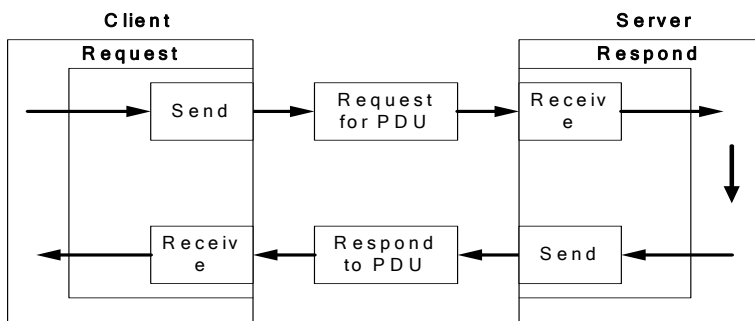 Client
Server
Request
Respond
Send
Request
for PDU
Receiv
e
Receiv
e
Respond
to PDU
Send